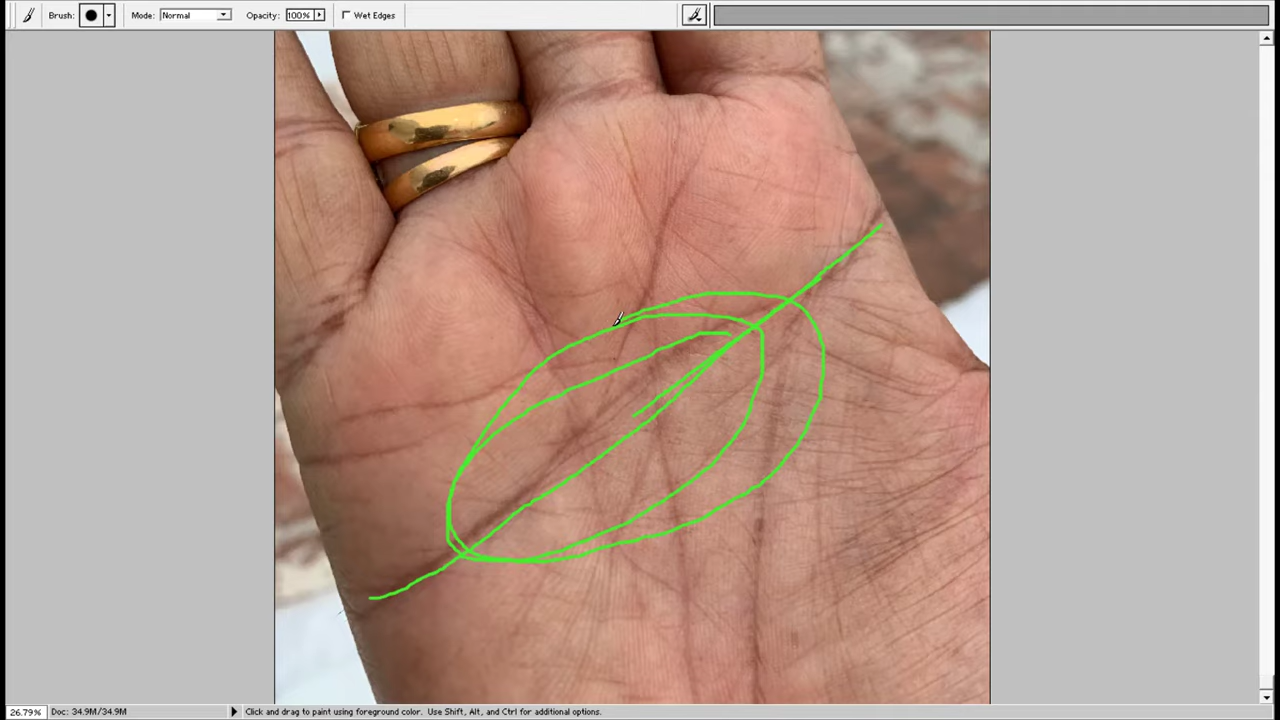 Brush: Mode: Normal Opacity: 100% Wet Edges
26.79% Doc: 34.9M/34.9M Click and drag to paint using foreground color. Use Shift, Alt, and Ctrl for additional options.